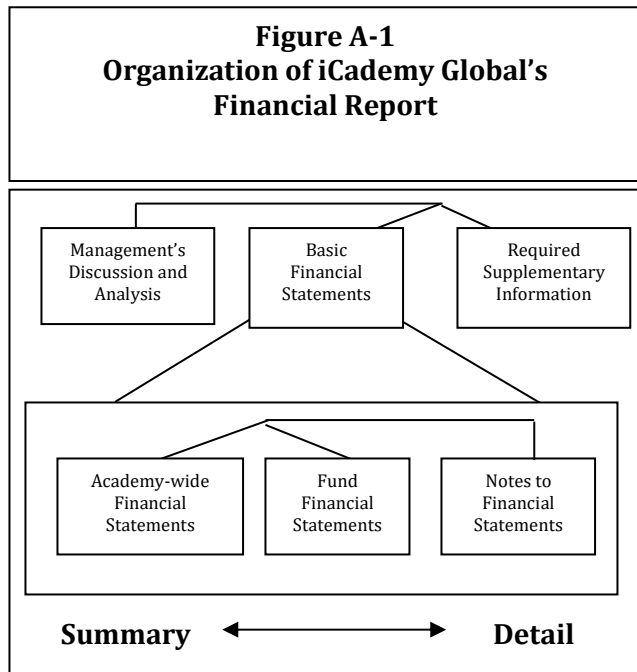 Figure A-1
Organization of iCademy Global’s
Financial Report
Management’s
Discussion and
Analysis
Basic
Financial
Statements
Required
Supplementary
Information
Academy-wide
Financial
Statements
Fund
Financial
Statements
Notes to
Financial
Statements
Summary
Detail